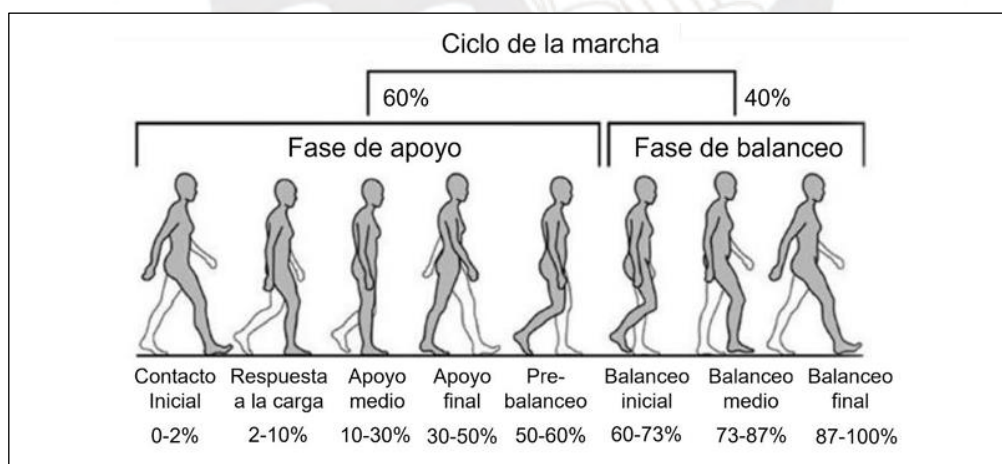 Ciclo de la marcha
60% 40%
Fase de apoyo Fase de balanceo
Contacto Respuesta Apoyo Apoyo Pre- Balanceo Balanceo Balanceo
Inicial a la carga medio final balanceo inicial medio final
0-2% 2-10% 10-30% 30-50% 50-60% 60-73% 73-87% 87-100%